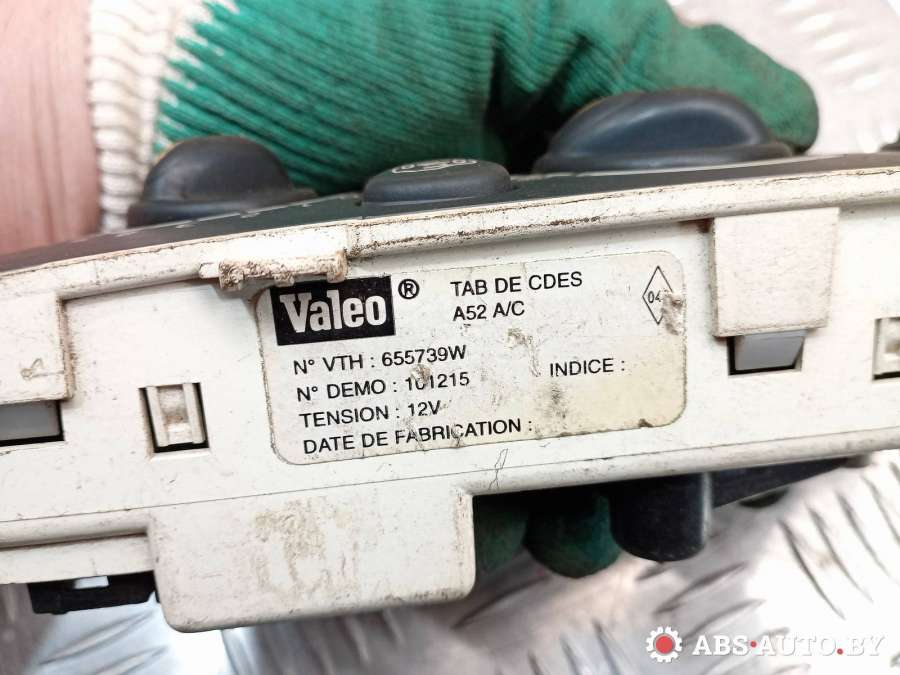 Valeo® TAB DE CDES
A52 A/C
04
N° VTH : 655739W
N° DEMO : 101215 INDICE :
TENSION : 12V
DATE DE FABRICATION :
ABS-AUTO.BY